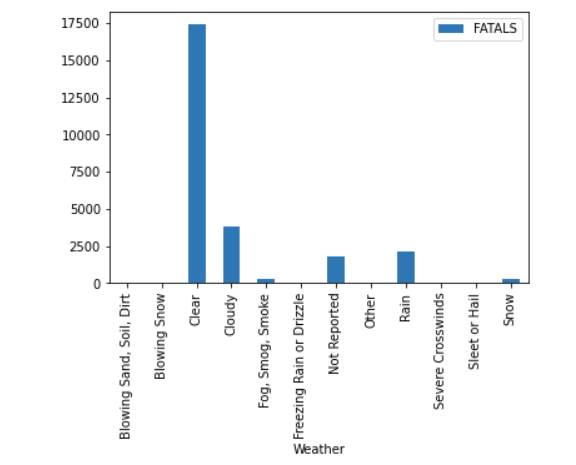 FATALS
17500
15000
12500
10000
7500
5000
2500
0
Blowing Sand, Soil, Dirt
Blowing Snow
Clear
Cloudy
Fog, Smog, Smoke
Freezing Rain or Drizzle
Not Reported
Other
Rain
Severe Crosswinds
Sleet or Hail
Snow
Weather